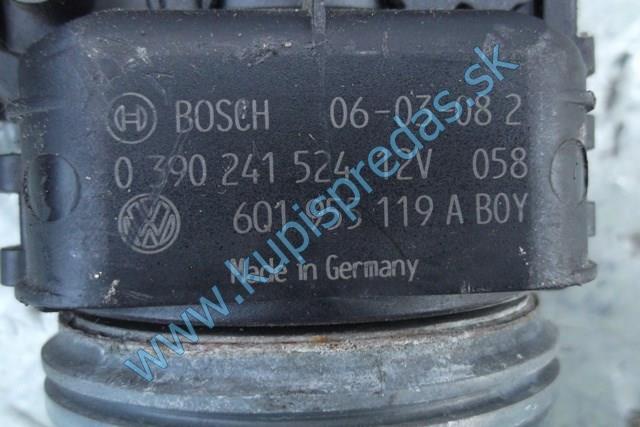 BOSCH 06-03-08 2
0 390 241 524 12V 058
6Q1 955 119 A BOY
Made in Germany
www.kupispredas.sk